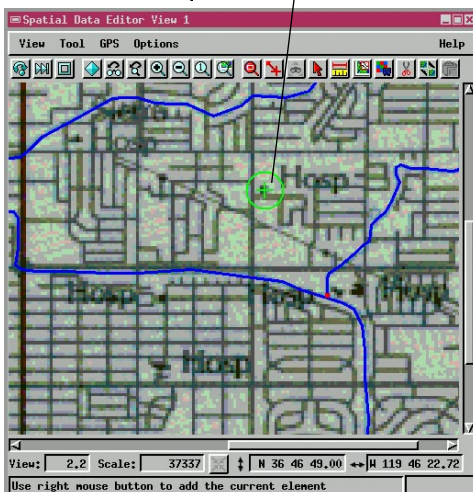 Spatial Data Editor View 1
View Tool GPS Options Help
Hosp
Hosp
Hosp
Hosp
Hosp
Hosp
View: 2.2 Scale: 37337 N 36 46 49.00 W 119 46 22.72
Use right mouse button to add the current element